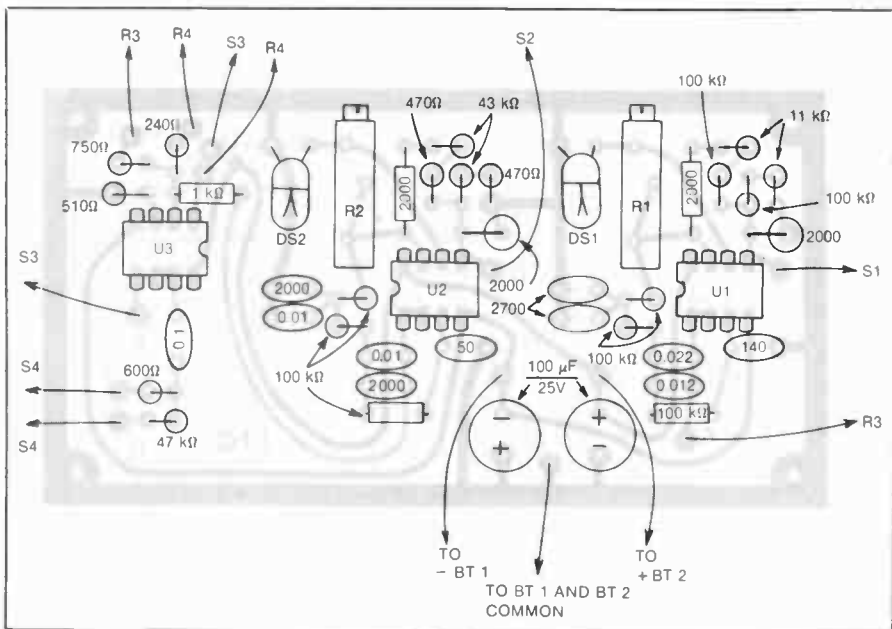 R3
R4
S3
R4
S2
100 kΩ
240Ω
470Ω
43 kΩ
11 kΩ
750Ω
510Ω
1 kΩ
2000
470Ω
2000
100 kΩ
R2
R1
DS2
DS1
U3
2000
S3
S1
2000
U2
2000
U1
0.01
2700
0.1
0.01
50
100 kΩ
0.022
140
S4
600Ω
100 kΩ
2000
100 µF
25V
0.012
S4
47 kΩ
100 kΩ
R3
−
+
+
−
TO
− BT 1
TO
+ BT 2
TO BT 1 AND BT 2
COMMON